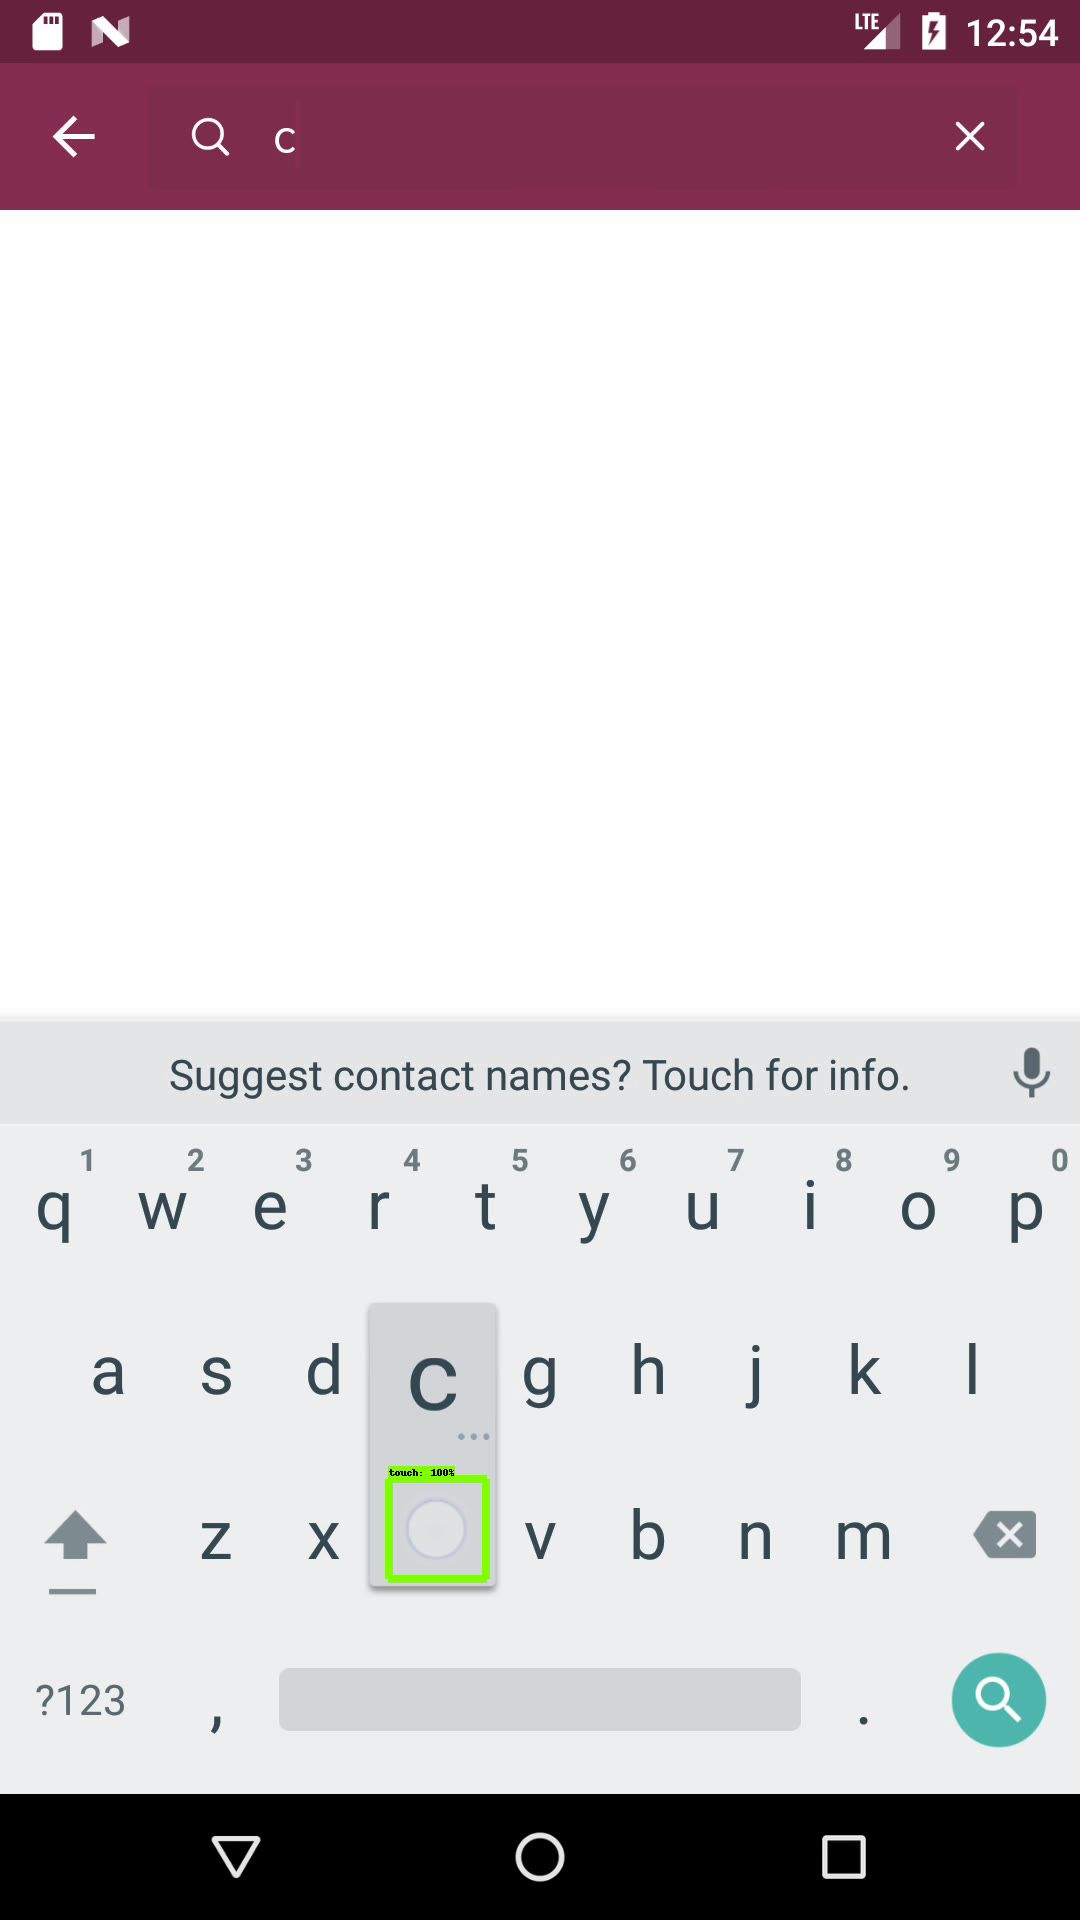 LTE 12:54
c
Suggest contact names? Touch for info.
1 2 3 4 5 6 7 8 9 0
q w e r t y u i o p
a s d c g h j k l
touch: 100%
z x v b n m
?123 , .